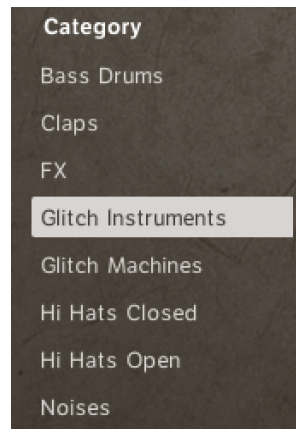 Category
Bass Drums
Claps
FX
Glitch Instruments
Glitch Machines
Hi Hats Closed
Hi Hats Open
Noises